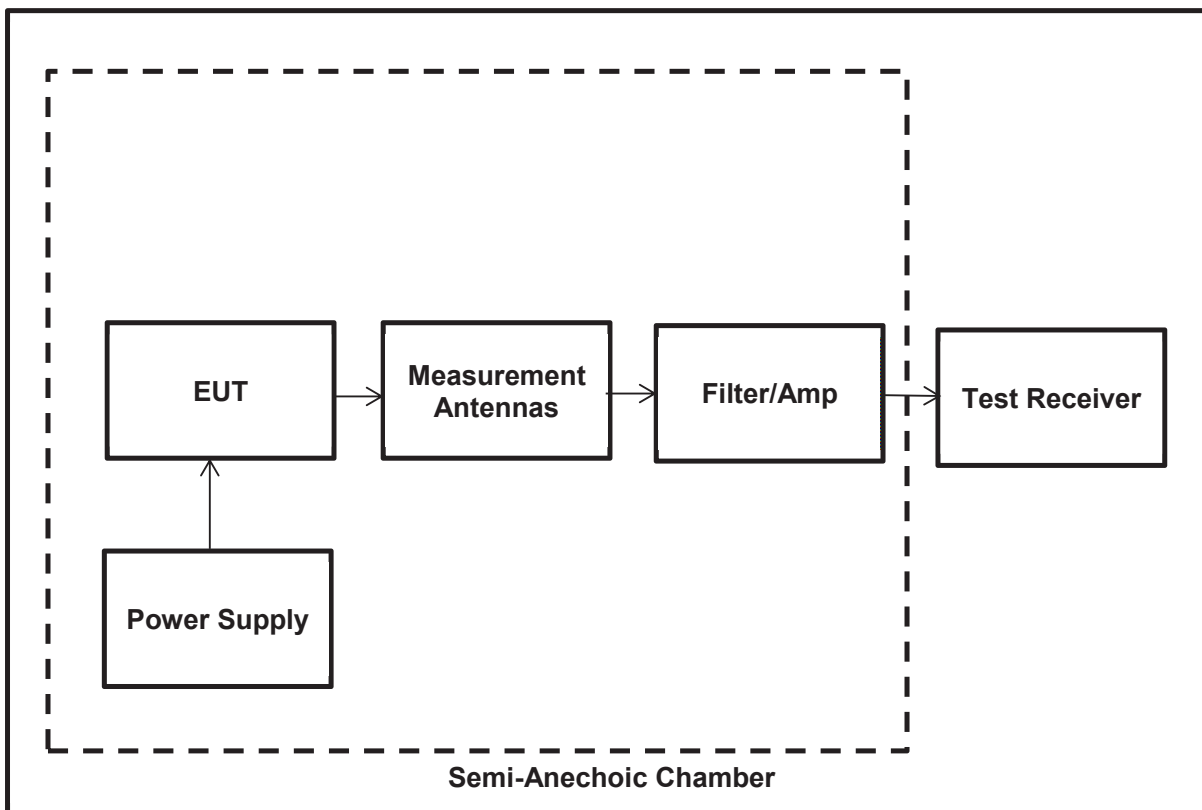 EUT
Measurement
Antennas
Filter/Amp
Test Receiver
Power Supply
Semi-Anechoic Chamber